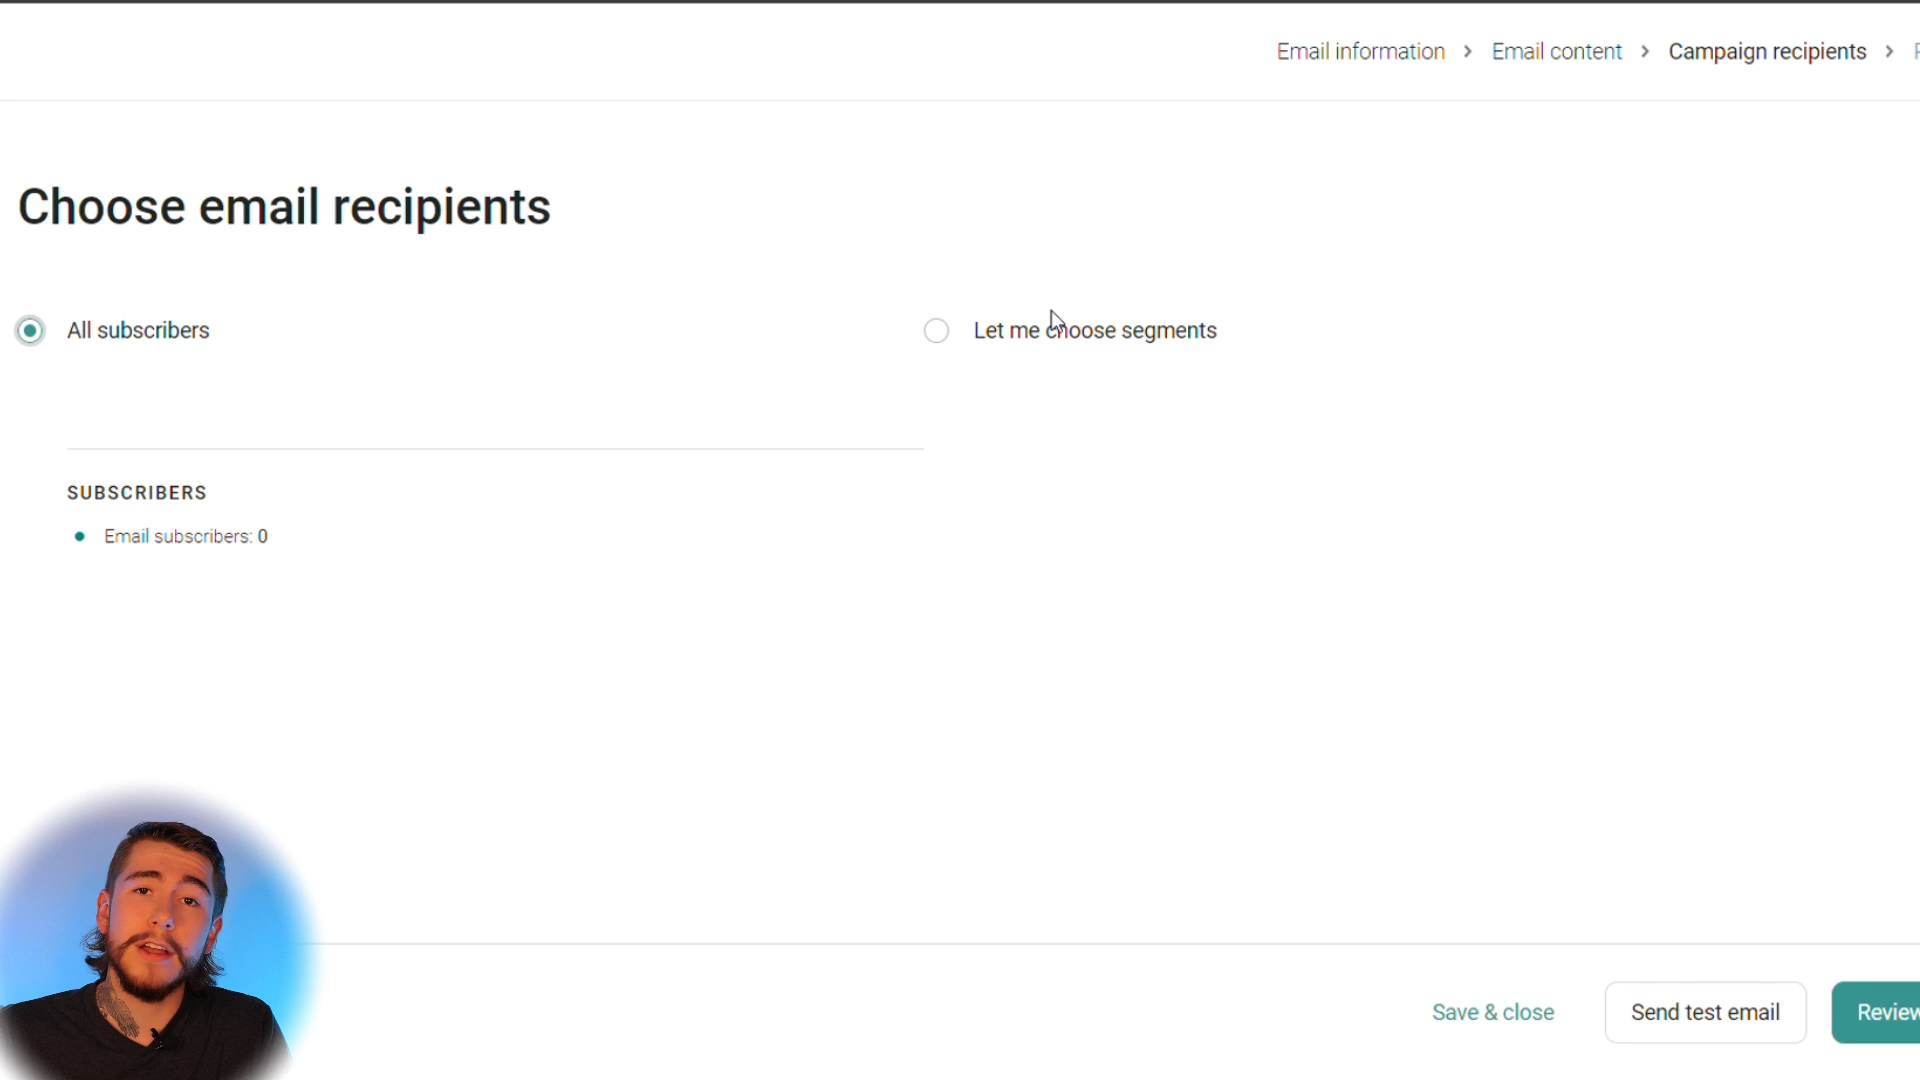 Email information > Email content > Campaign recipients >
Choose email recipients
All subscribers
Let me choose segments
SUBSCRIBERS
Email subscribers: 0
Save & close
Send test email
Review